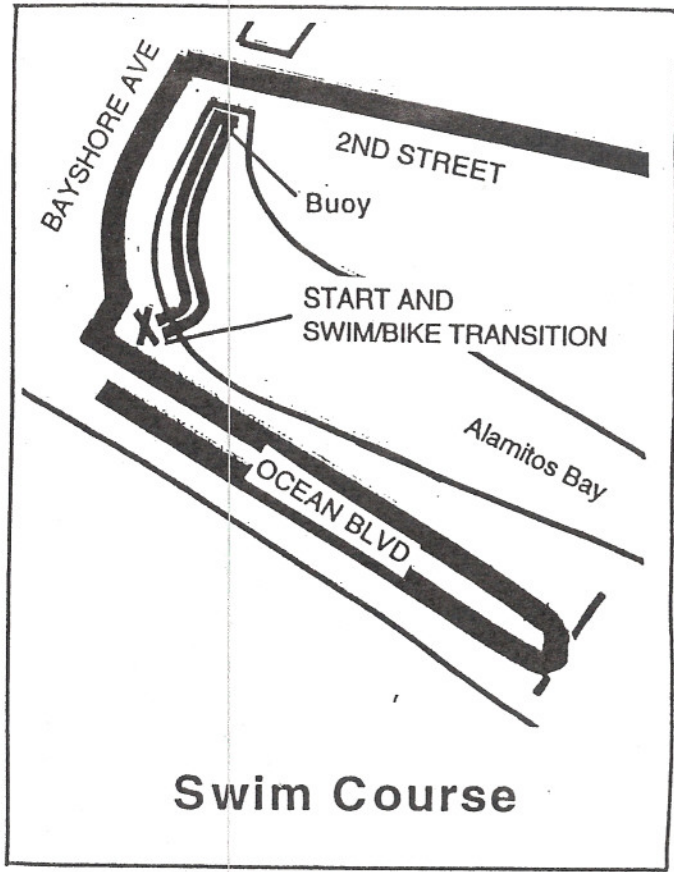 BAYSHORE AVE
2ND STREET
Buoy
START AND
SWIM/BIKE TRANSITION
X
Alamitos Bay
OCEAN BLVD
Swim Course